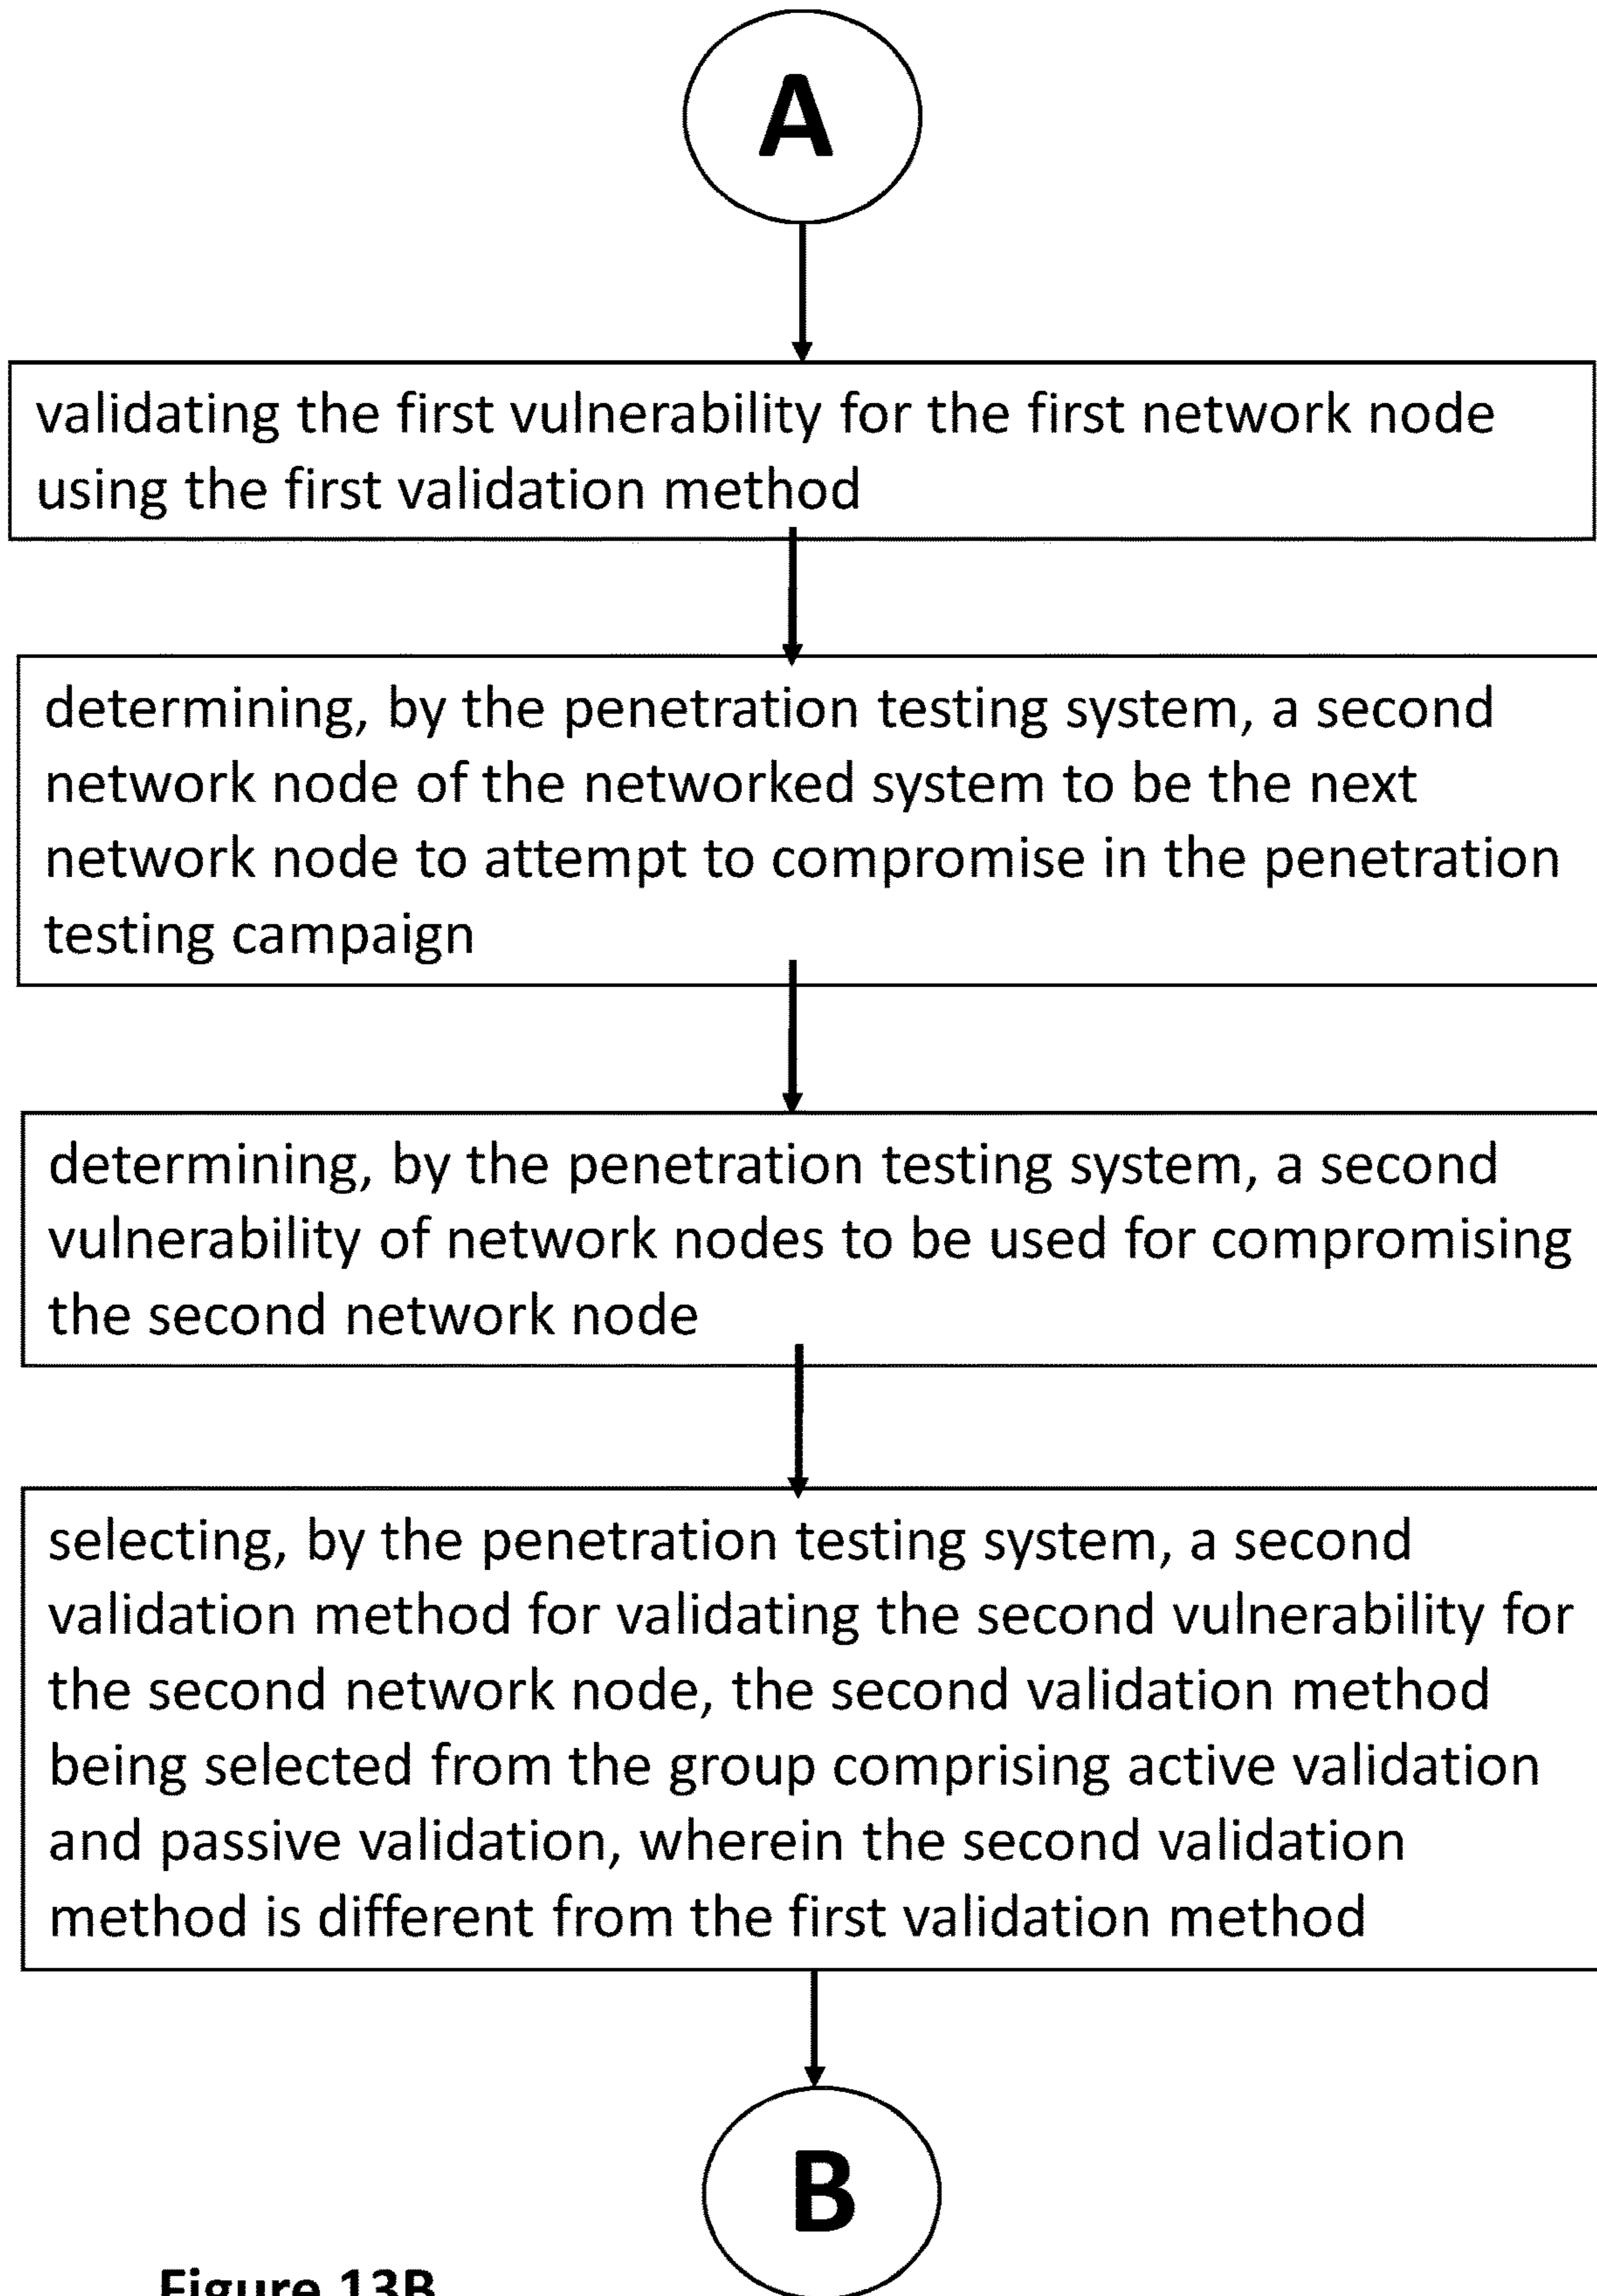 A
validating the first vulnerability for the first network node
using the first validation method
determining, by the penetration testing system, a second
network node of the networked system to be the next
network node to attempt to compromise in the penetration
testing campaign
determining, by the penetration testing system, a second
vulnerability of network nodes to be used for compromising
the second network node
selecting, by the penetration testing system, a second
validation method for validating the second vulnerability for
the second network node, the second validation method
being selected from the group comprising active validation
and passive validation, wherein the second validation
method is different from the first validation method
B
Figure 13B